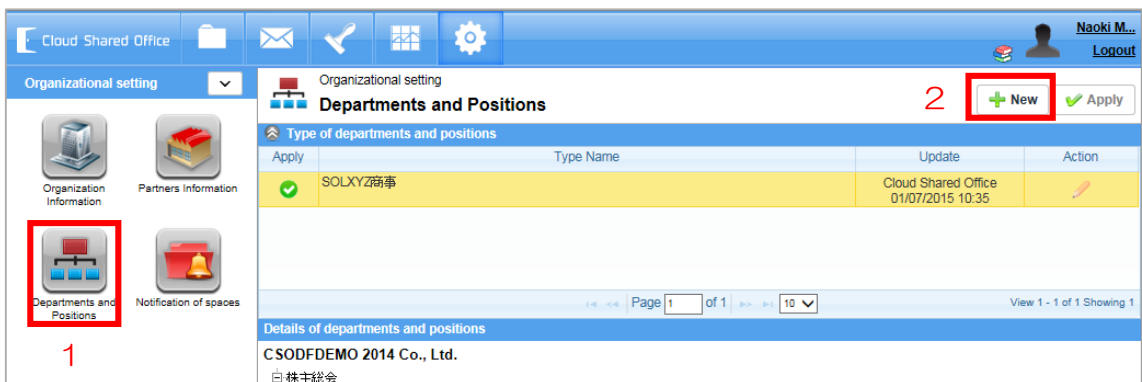 Cloud Shared Office
Naoki M...
Logout
Organizational setting
Organization
Information
Partners Information
Departments and
Positions
Notification of spaces
1
Organizational setting
Departments and Positions
2
New
Apply
Type of departments and positions
Apply Type Name Update Action
SOLXYZ商事 Cloud Shared Office
01/07/2015 10:35
Page 1 of 1 10 View 1 - 1 of 1 Showing 1
Details of departments and positions
CSODFDEMO 2014 Co., Ltd.
株主総会